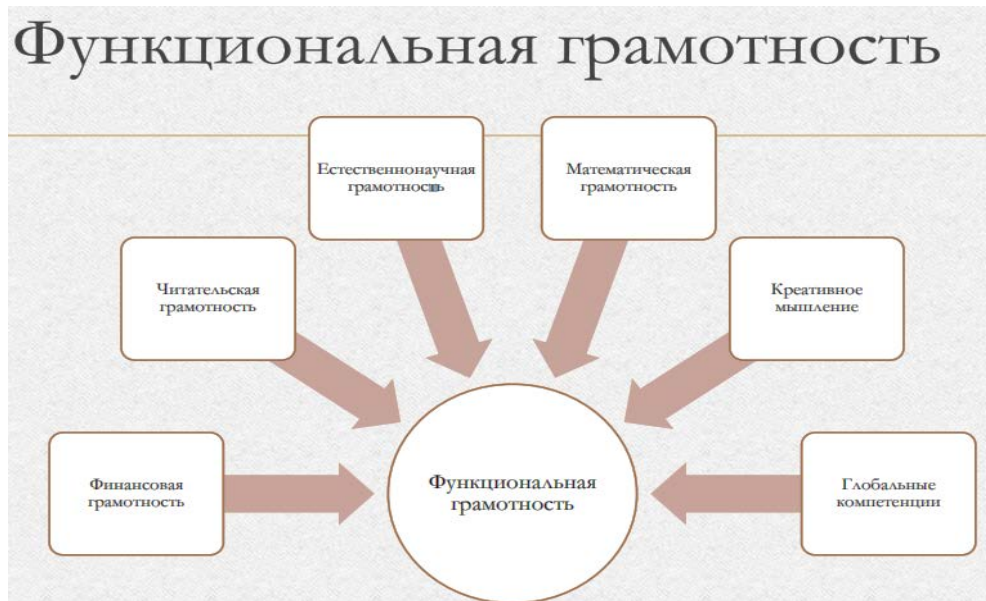 Функциональная грамотность
Естественнонаучная
грамотность
Математическая
грамотность
Читательская
грамотность
Креативное
мышление
Финансовая
грамотность
Функциональная
грамотность
Глобальные
компетенции